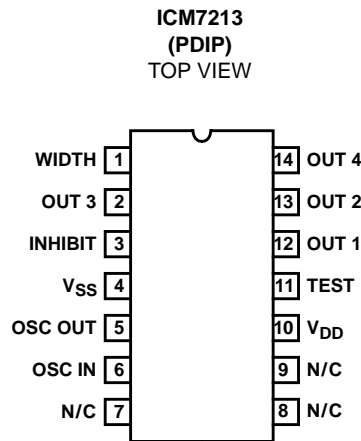 ICM7213
(PDIP)
TOP VIEW
WIDTH 1 14 OUT 4
OUT 3 2 13 OUT 2
INHIBIT 3 12 OUT 1
VSS 4 11 TEST
OSC OUT 5 10 VDD
OSC IN 6 9 N/C
N/C 7 8 N/C